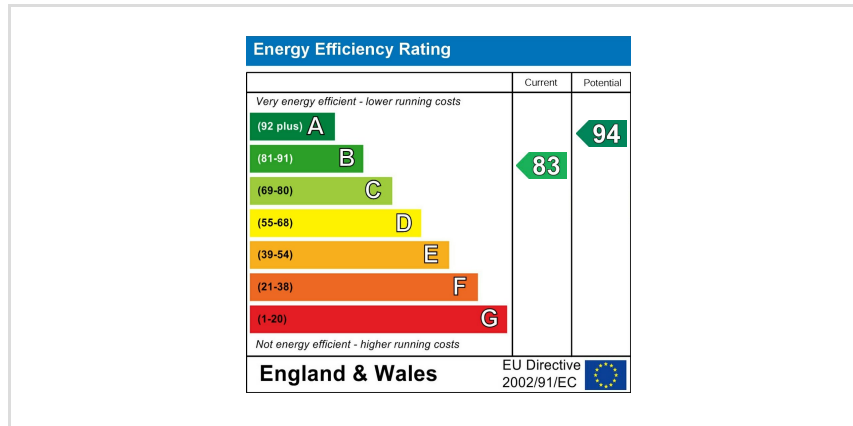 Energy Efficiency Rating
Current Potential
Very energy efficient - lower running costs
(92 plus) A
94
(81-91) B
83
(69-80) C
(55-68) D
(39-54) E
(21-38) F
(1-20) G
Not energy efficient - higher running costs
England & Wales
EU Directive
2002/91/EC